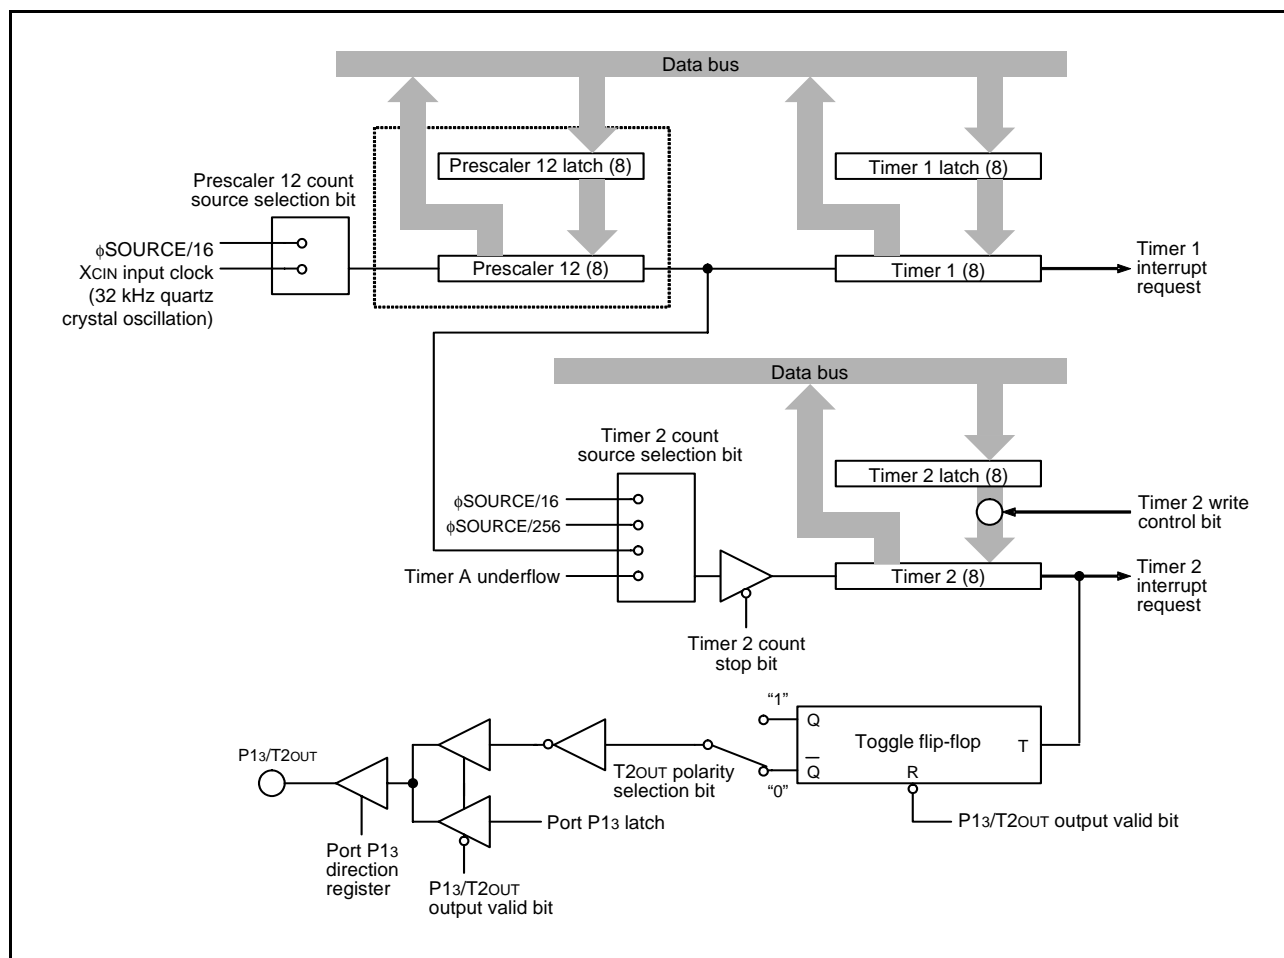 Data bus
Prescaler 12 latch (8)
Timer 1 latch (8)
Prescaler 12 count
source selection bit
ϕSOURCE/16
XCIN input clock
(32 kHz quartz
crystal oscillation)
Prescaler 12 (8)
Timer 1 (8)
Timer 1
interrupt
request
Data bus
Timer 2 count
source selection bit
Timer 2 latch (8)
ϕSOURCE/16
ϕSOURCE/256
Timer A underflow
Timer 2 write
control bit
Timer 2 (8)
Timer 2
interrupt
request
Timer 2 count
stop bit
“1”
Q
Toggle flip-flop
T
Q̅
R
“0”
P13/T2OUT
T2OUT polarity
selection bit
Port P13 latch
P13/T2OUT output valid bit
Port P13
direction
register
P13/T2OUT
output valid bit